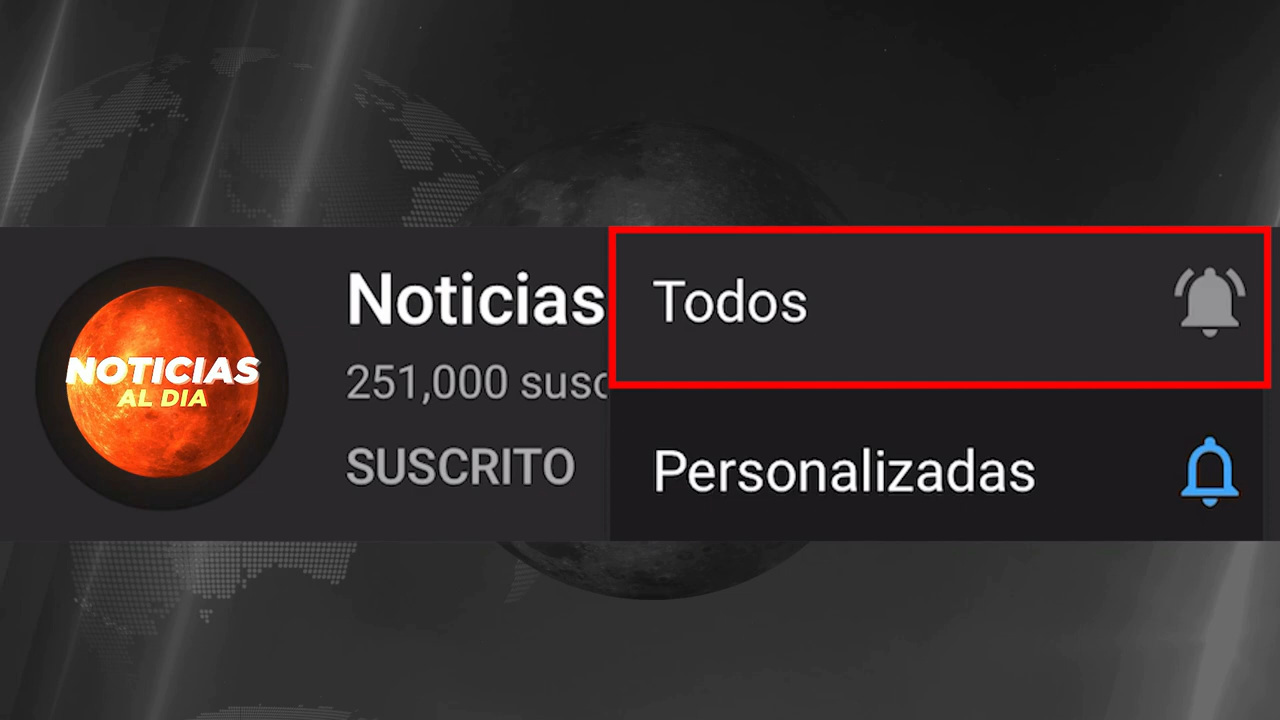 NOTICIAS
AL DIA
Noticias
251,000 susc
SUSCRITO
Todos
Personalizadas